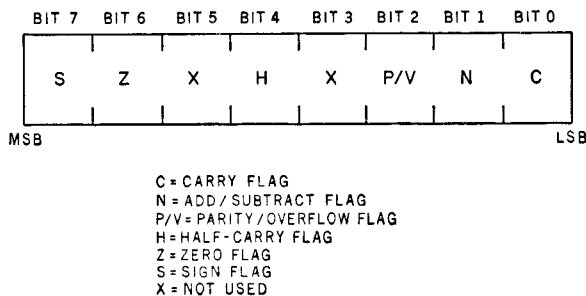 BIT 7 BIT 6 BIT 5 BIT 4 BIT 3 BIT 2 BIT 1 BIT 0
S Z X H X P/V N C
MSB LSB
C = CARRY FLAG
N = ADD/SUBTRACT FLAG
P/V = PARITY/OVERFLOW FLAG
H = HALF-CARRY FLAG
Z = ZERO FLAG
S = SIGN FLAG
X = NOT USED